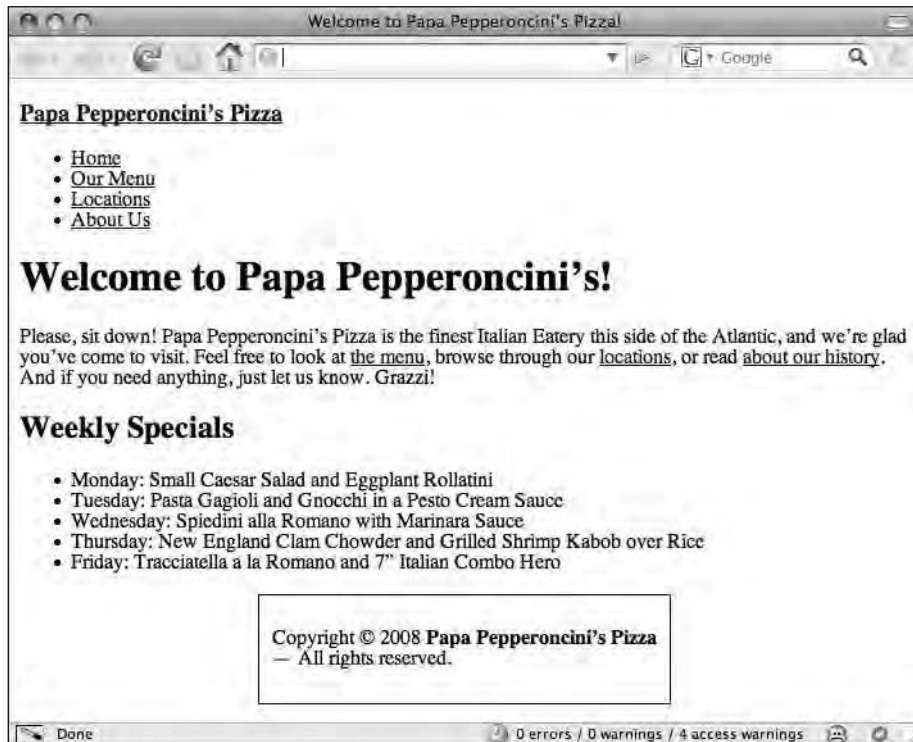 Welcome to Papa Pepperoncini's Pizza!
G Google
Papa Pepperoncini’s Pizza
• Home
• Our Menu
• Locations
• About Us
Welcome to Papa Pepperoncini’s!
Please, sit down! Papa Pepperoncini’s Pizza is the finest Italian Eatery this side of the Atlantic, and we’re glad
you’ve come to visit. Feel free to look at the menu, browse through our locations, or read about our history.
And if you need anything, just let us know. Grazzi!
Weekly Specials
• Monday: Small Caesar Salad and Eggplant Rollatini
• Tuesday: Pasta Gagioli and Gnocchi in a Pesto Cream Sauce
• Wednesday: Spiedini alla Romano with Marinara Sauce
• Thursday: New England Clam Chowder and Grilled Shrimp Kabob over Rice
• Friday: Tracciatella a la Romano and 7” Italian Combo Hero
Copyright © 2008 Papa Pepperoncini’s Pizza
— All rights reserved.
Done
0 errors / 0 warnings / 4 access warnings